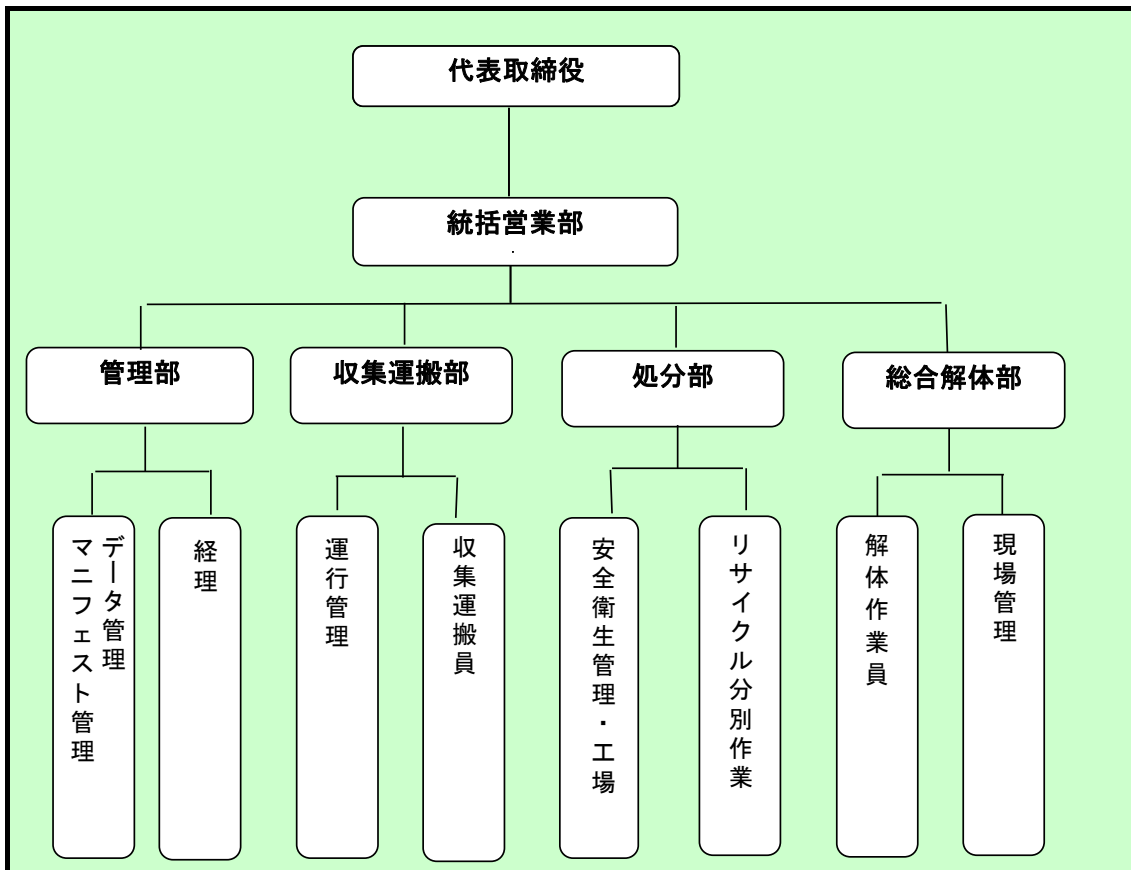 代表取締役
統括営業部
管理部
収集運搬部
処分部
総合解体部
データ管理
マニフェスト管理
経理
運行管理
収集運搬員
安全衛生管理・工場
リサイクル分別作業
解体作業員
現場管理